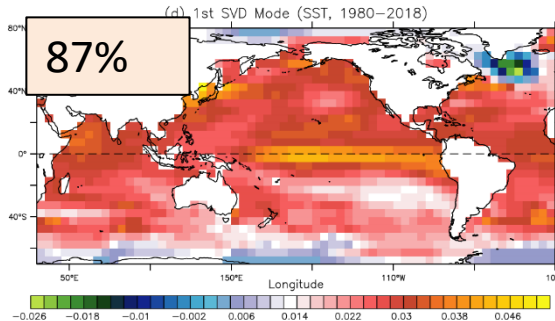 (d) 1st SVD Mode (SST, 1980−2018)
87%
80°N
40°N
0°
40°S
50°E 150°E 110°W 10
Longitude
-0.026 -0.018 -0.01 -0.002 0.006 0.014 0.022 0.03 0.038 0.046